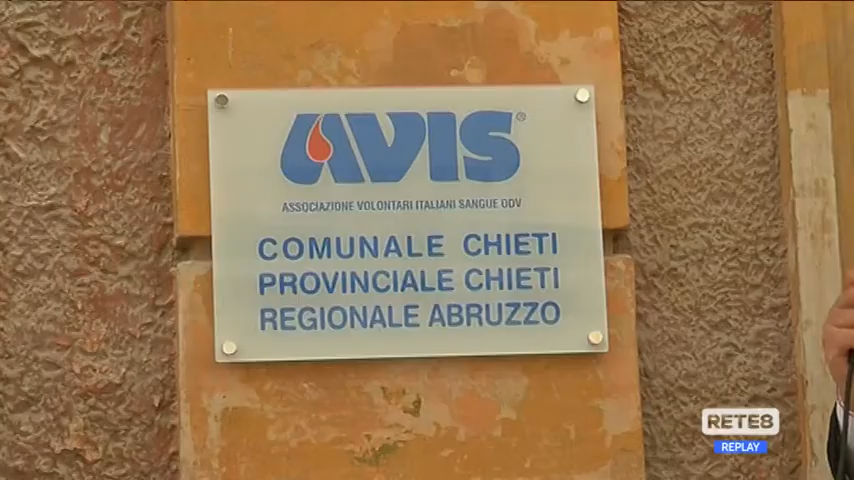 AVIS®
ASSOCIAZIONE VOLONTARI ITALIANI SANGUE ODV
COMUNALE CHIETI
PROVINCIALE CHIETI
REGIONALE ABRUZZO
RETE8
REPLAY